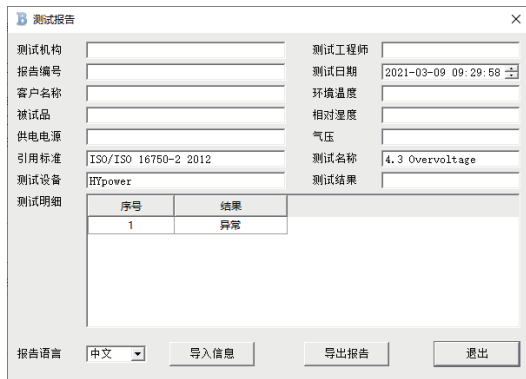 测试报告
测试机构 测试工程师
报告编号 测试日期 2021-03-09 09:29:58
客户名称 环境温度
被试品 相对湿度
供电电源 气压
引用标准 ISO/ISO 16750-2 2012 测试名称 4.3 Overvoltage
测试设备 HYpower 测试结果
测试明细 序号 结果
1 异常
报告语言 中文 导入信息 导出报告 退出